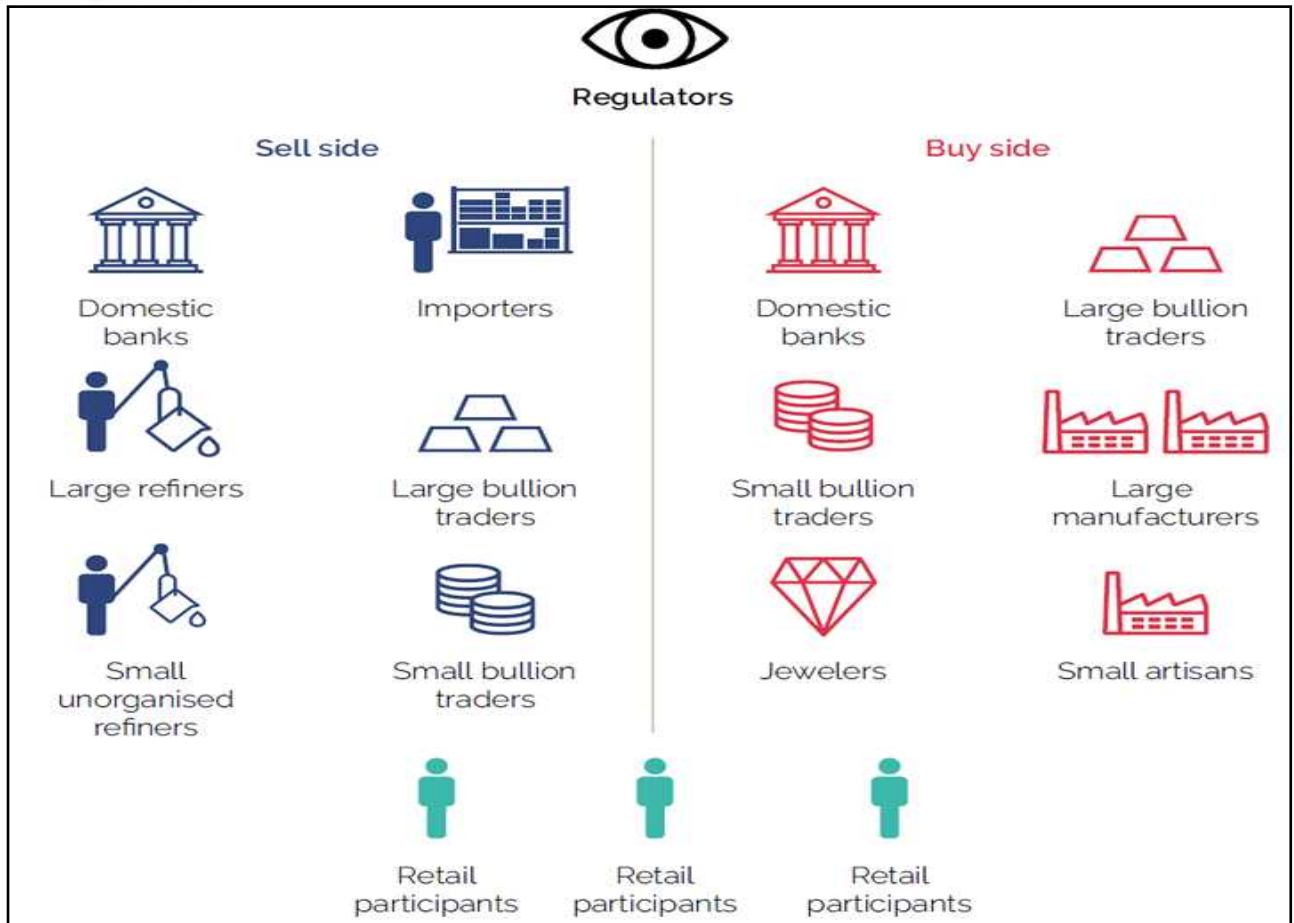 Regulators
Sell side
Buy side
Domestic
banks
Importers
Domestic
banks
Large bullion
traders
Large refiners
Large bullion
traders
Small bullion
traders
Large
manufacturers
Small
unorganised
refiners
Small bullion
traders
Jewelers
Small artisans
Retail
participants
Retail
participants
Retail
participants